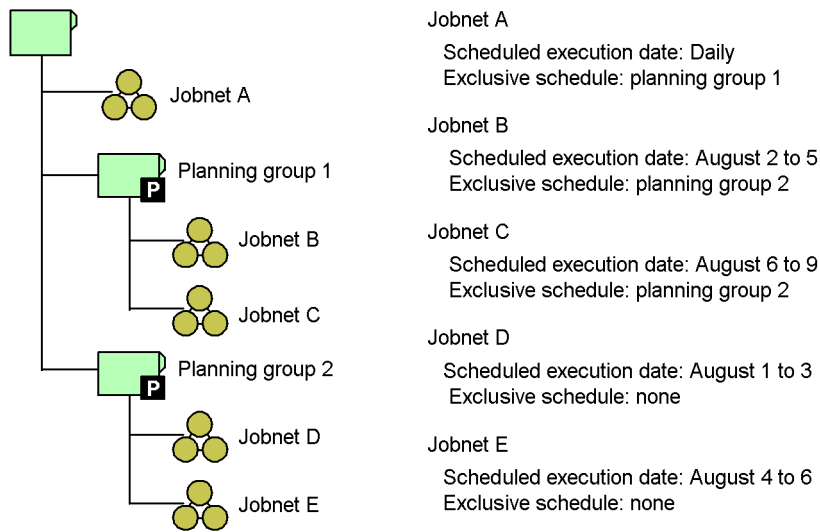 Jobnet A
Planning group 1
P
Jobnet B
Jobnet C
Planning group 2
P
Jobnet D
Jobnet E
Jobnet A
Scheduled execution date: Daily
Exclusive schedule: planning group 1
Jobnet B
Scheduled execution date: August 2 to 5
Exclusive schedule: planning group 2
Jobnet C
Scheduled execution date: August 6 to 9
Exclusive schedule: planning group 2
Jobnet D
Scheduled execution date: August 1 to 3
Exclusive schedule: none
Jobnet E
Scheduled execution date: August 4 to 6
Exclusive schedule: none